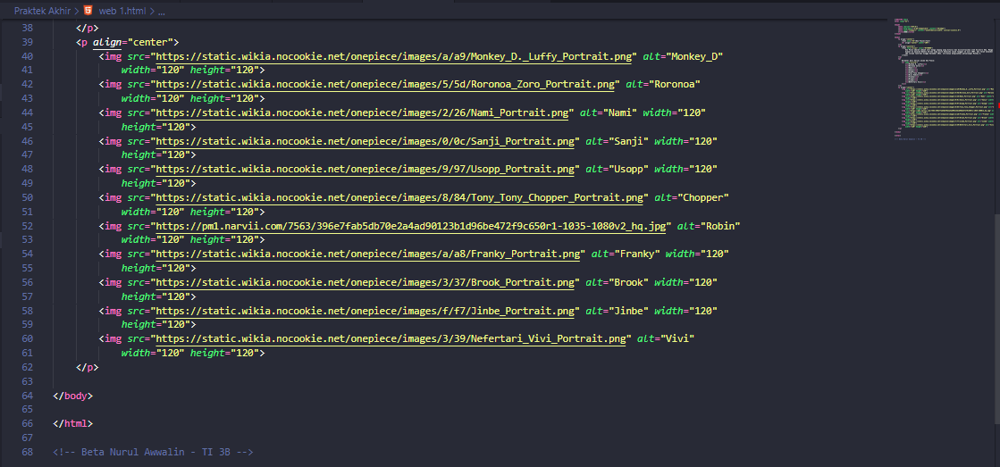 Praktek Akhir > web 1.html > ...
38 </p>
39 <p align="center">
40 <img src="https://static.wikia.nocookie.net/onepiece/images/a/a9/Monkey_D._Luffy_Portrait.png" alt="Monkey_D"
41 width="120" height="120">
42 <img src="https://static.wikia.nocookie.net/onepiece/images/5/5d/Roronoa_Zoro_Portrait.png" alt="Roronoa"
43 width="120" height="120">
44 <img src="https://static.wikia.nocookie.net/onepiece/images/2/26/Nami_Portrait.png" alt="Nami" width="120"
45 height="120">
46 <img src="https://static.wikia.nocookie.net/onepiece/images/0/0c/Sanji_Portrait.png" alt="Sanji" width="120"
47 height="120">
48 <img src="https://static.wikia.nocookie.net/onepiece/images/9/97/Usopp_Portrait.png" alt="Usopp" width="120"
49 height="120">
50 <img src="https://static.wikia.nocookie.net/onepiece/images/8/84/Tony_Tony_Chopper_Portrait.png" alt="Chopper"
51 width="120" height="120">
52 <img src="https://pm1.narvii.com/7563/396e7fab5db70e2a4ad90123b1d96be472f9c650r1-1035-1080v2_hq.jpg" alt="Robin"
53 width="120" height="120">
54 <img src="https://static.wikia.nocookie.net/onepiece/images/a/a8/Franky_Portrait.png" alt="Franky" width="120"
55 height="120">
56 <img src="https://static.wikia.nocookie.net/onepiece/images/3/37/Brook_Portrait.png" alt="Brook" width="120"
57 height="120">
58 <img src="https://static.wikia.nocookie.net/onepiece/images/f/f7/Jinbe_Portrait.png" alt="Jinbe" width="120"
59 height="120">
60 <img src="https://static.wikia.nocookie.net/onepiece/images/3/39/Nefertari_Vivi_Portrait.png" alt="Vivi"
61 width="120" height="120">
62 </p>
63
64 </body>
65
66 </html>
67
68 <!-- Beta Nurul Awwalin - TI 3B -->